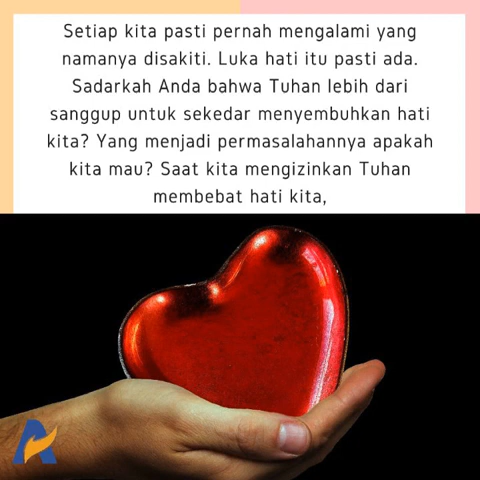 Setiap kita pasti pernah mengalami yang
namanya disakiti. Luka hati itu pasti ada.
Sadarkah Anda bahwa Tuhan lebih dari
sanggup untuk sekedar menyembuhkan hati
kita? Yang menjadi permasalahannya apakah
kita mau? Saat kita mengizinkan Tuhan
membebat hati kita,